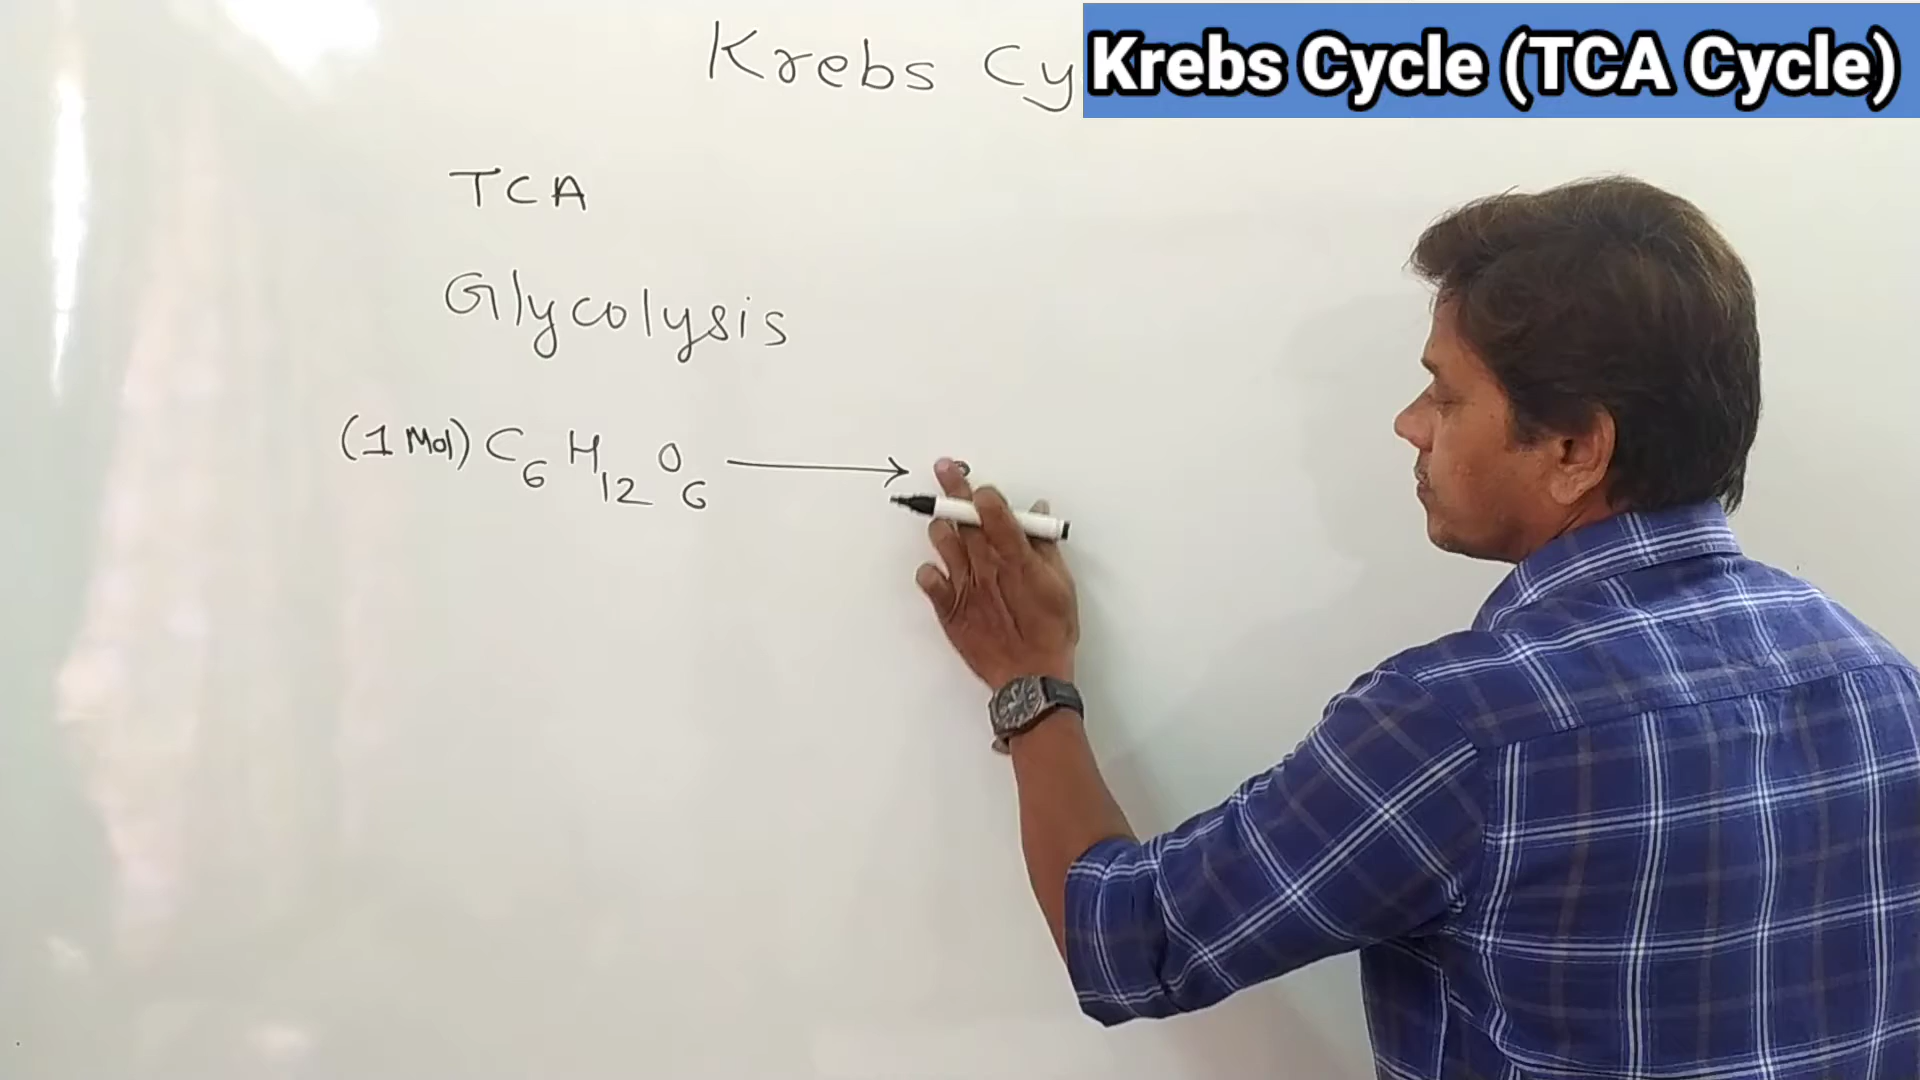 Krebs Cy
Krebs Cycle (TCA Cycle)
TCA
Glycolysis
(1 Mol) C6 H12 O6 →